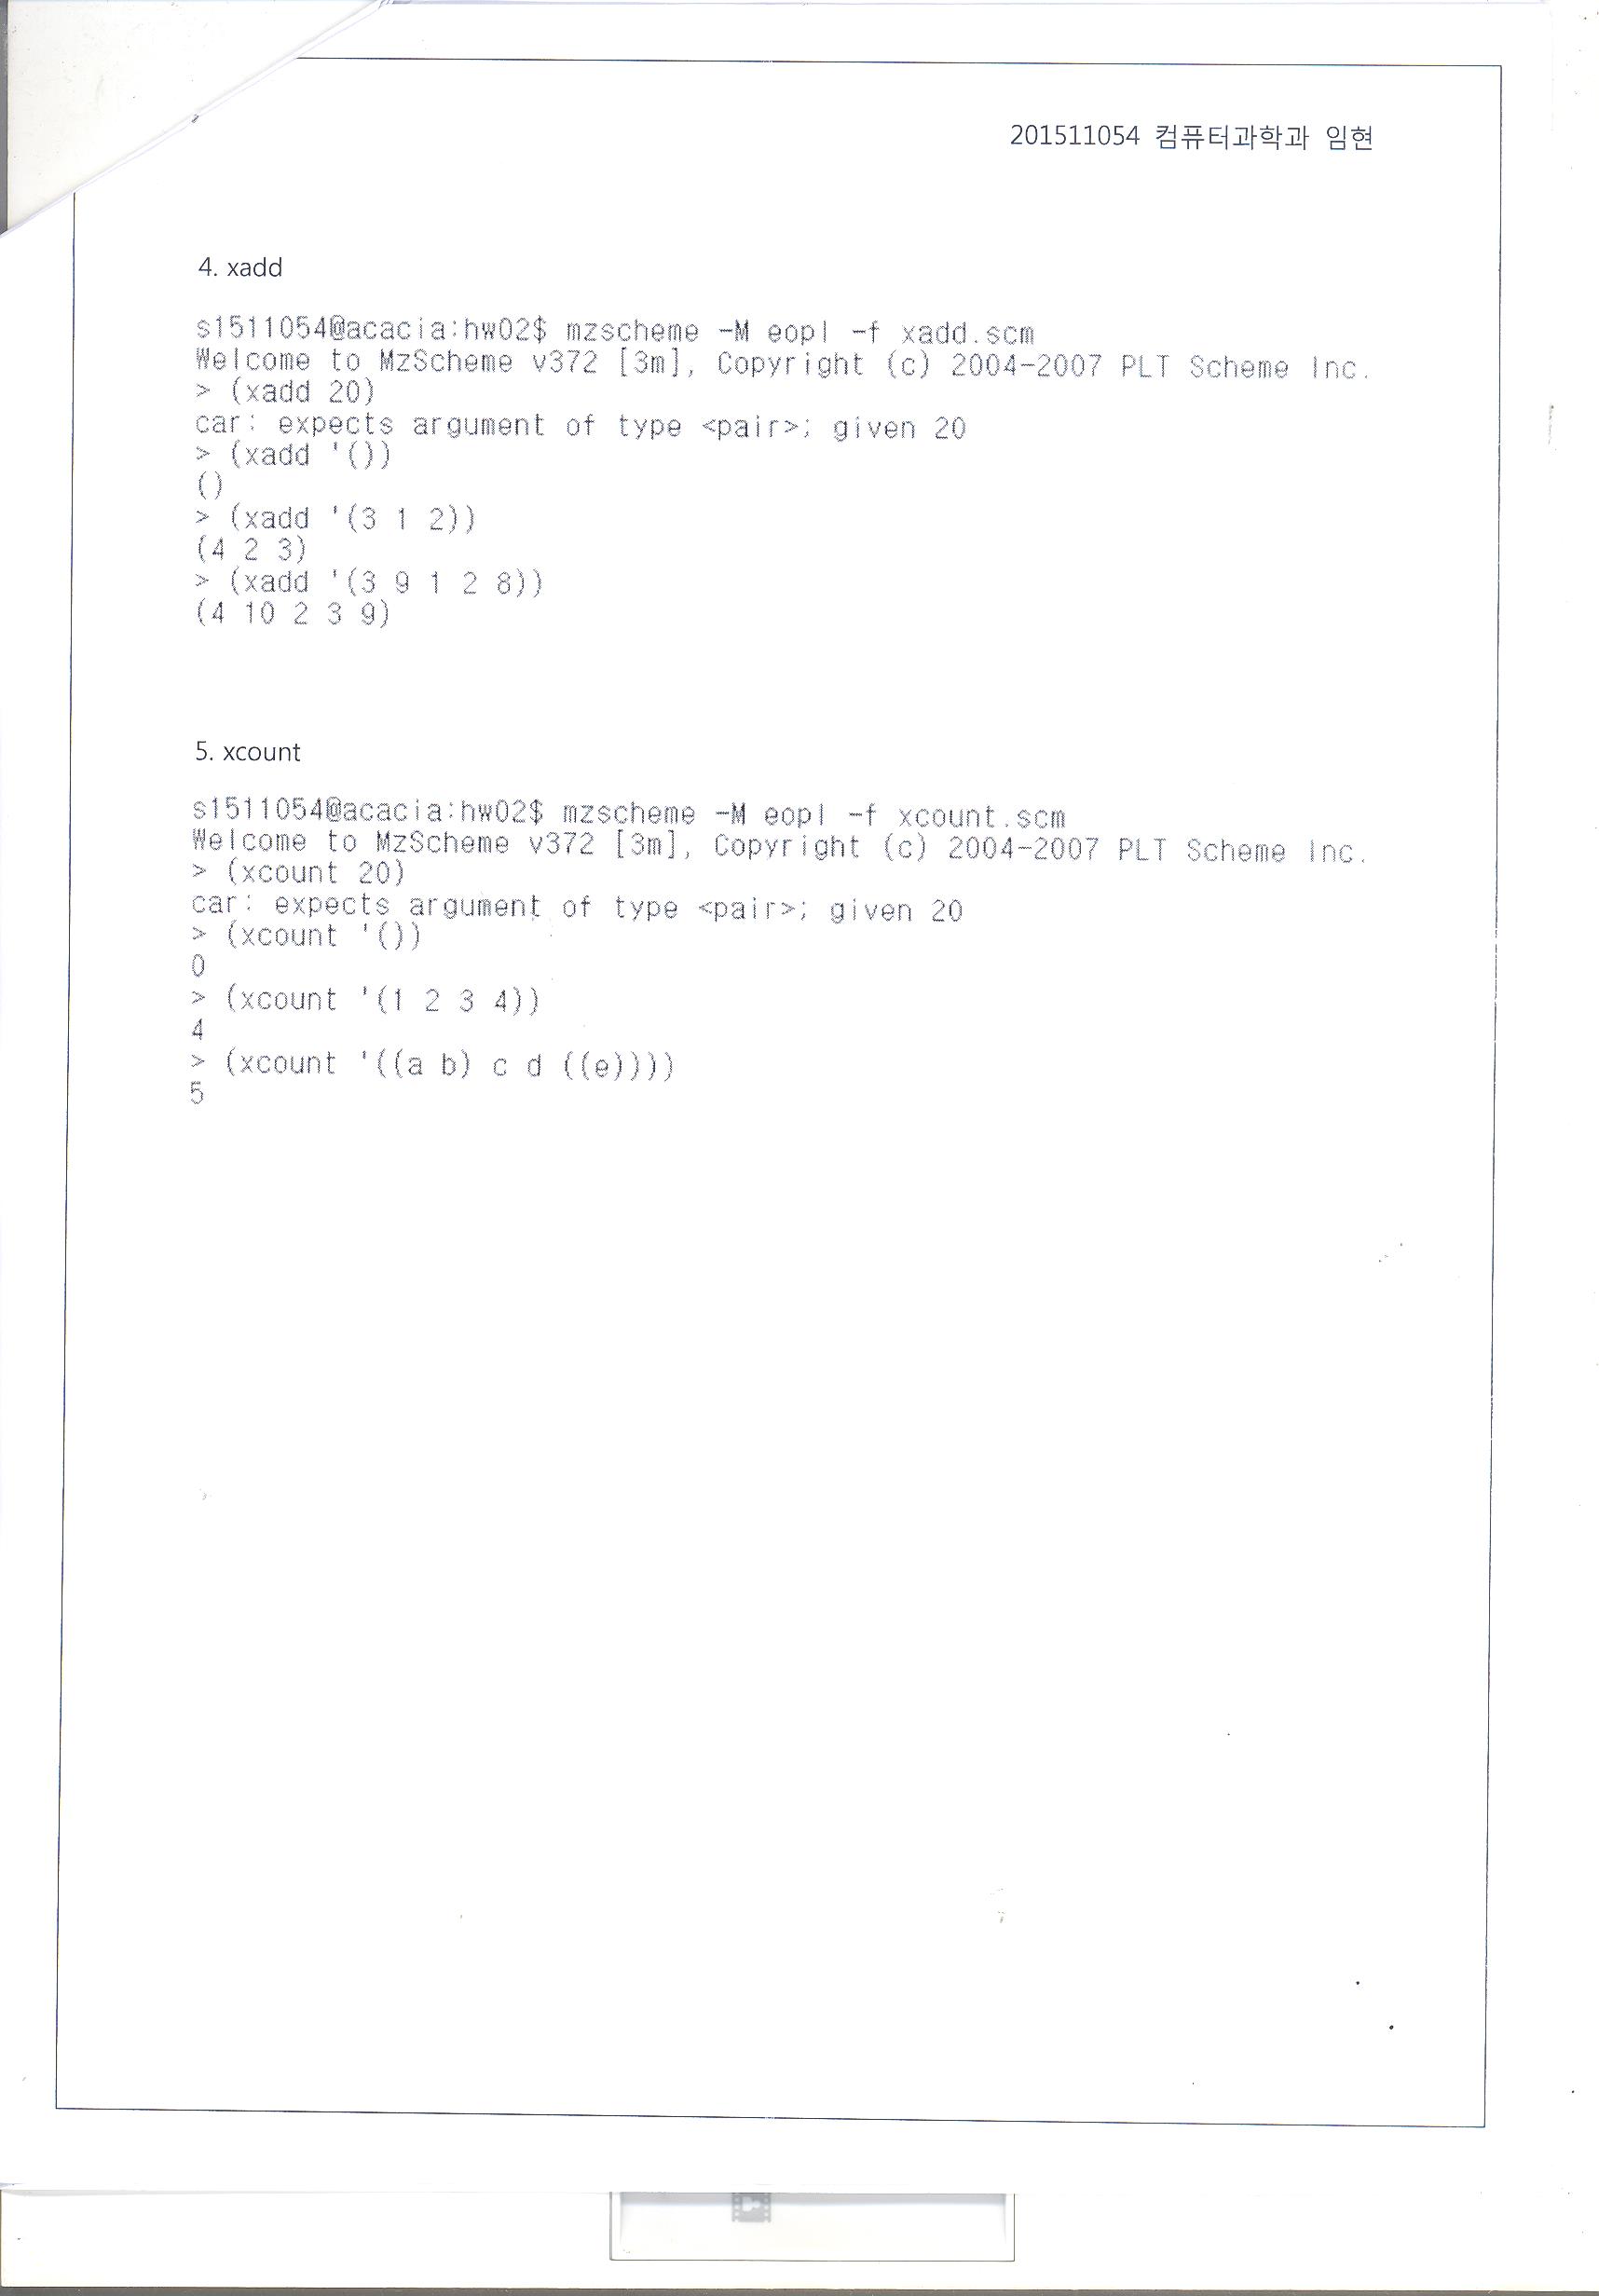 201511054 컴퓨터과학과 임현
4. xadd
s1511054@acacia:hw02$ mzscheme -M eopl -f xadd.scm
Welcome to MzScheme v372 [3m], Copyright (c) 2004-2007 PLT Scheme Inc.
> (xadd 20)
car: expects argument of type <pair>; given 20
> (xadd '())
()
> (xadd '(3 1 2))
(4 2 3)
> (xadd '(3 9 1 2 8))
(4 10 2 3 9)
5. xcount
s1511054@acacia:hw02$ mzscheme -M eopl -f xcount.scm
Welcome to MzScheme v372 [3m], Copyright (c) 2004-2007 PLT Scheme Inc.
> (xcount 20)
car: expects argument of type <pair>; given 20
> (xcount '())
0
> (xcount '(1 2 3 4))
4
> (xcount '((a b) c d ((e))))
5